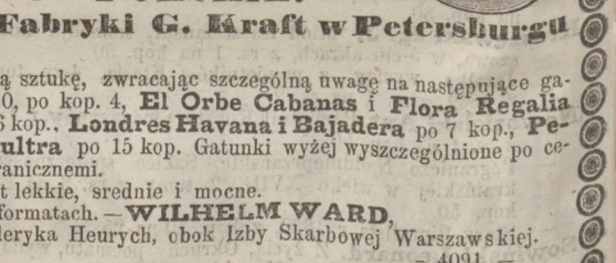 Fabryki G. Kraft w Petersburgu
ą sztukę, zwracając szczególną uwagę na następujące ga-
0, po kop. 4, El Orbe Cabanas i Flora Regalia
6 kop., Londres Havana i Bajadera po 7 kop., Pe-
ultra po 15 kop. Gatunki wyżej wyszczególnione po ce-
ranicznemi.
t lekkie, srednie i mocne.
formatach. — WILHELM WARD,
leryka Heurych, obok Izby Skarbowej Warszawskiej.
— 4091